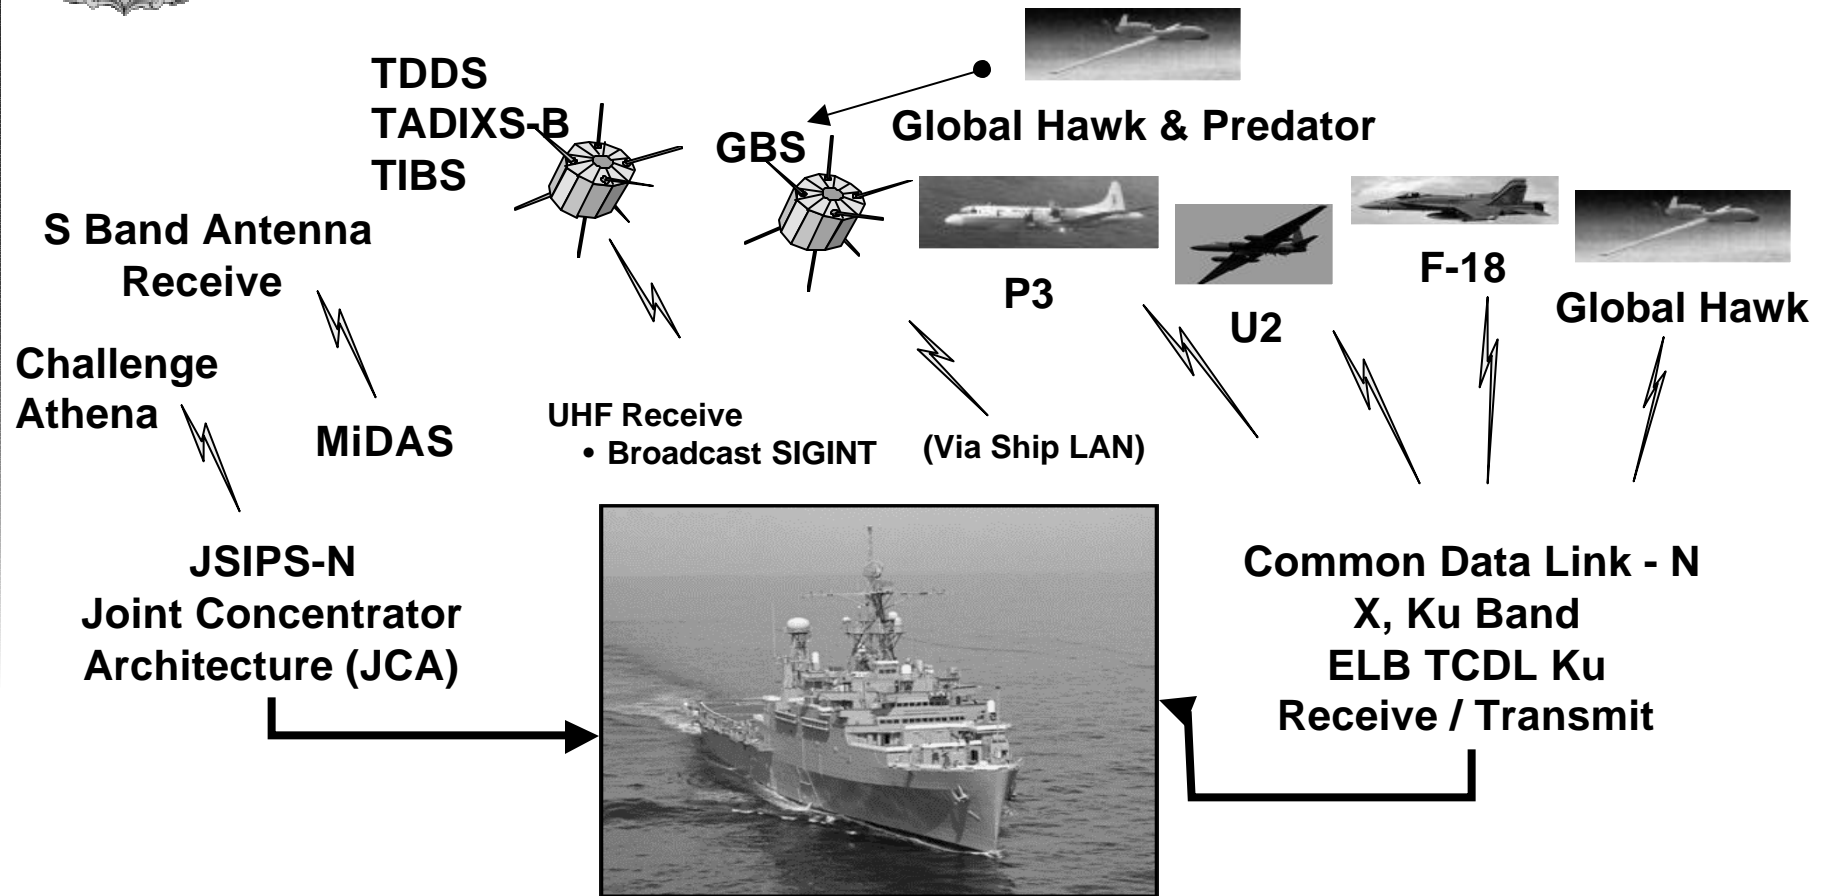 TDDS
TADIXS-B
TIBS
GBS
Global Hawk & Predator
S Band Antenna
Receive
P3
U2
F-18
Global Hawk
Challenge
Athena
MiDAS
UHF Receive
• Broadcast SIGINT
(Via Ship LAN)
JSIPS-N
Joint Concentrator
Architecture (JCA)
Common Data Link - N
X, Ku Band
ELB TCDL Ku
Receive / Transmit